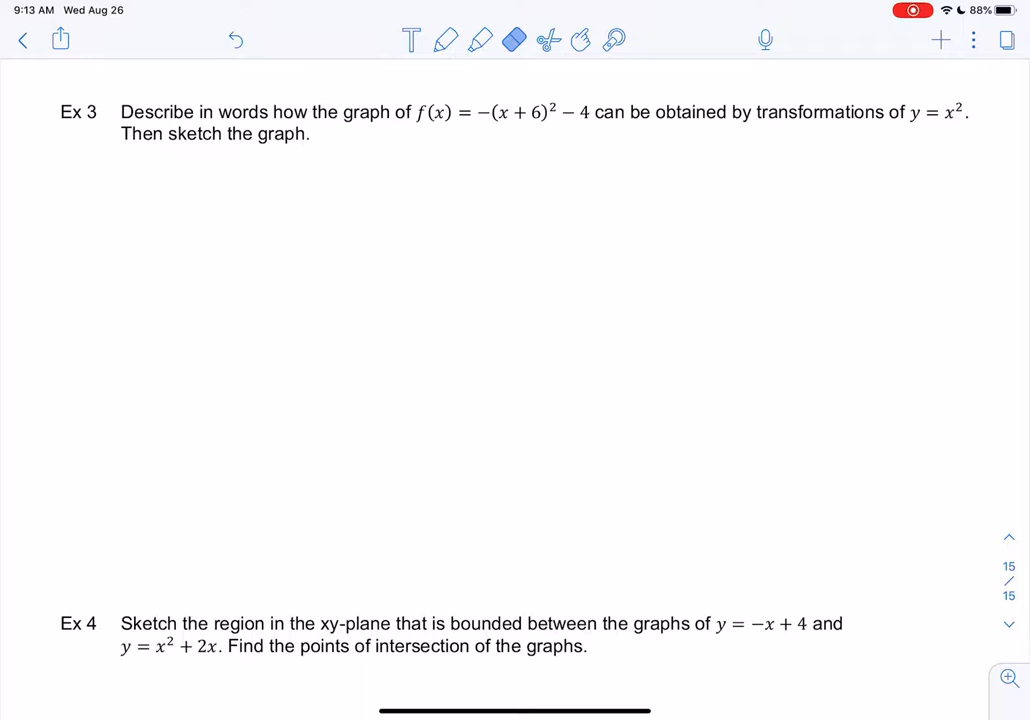 9:13 AM Wed Aug 26 88%
T
Ex 3 Describe in words how the graph of f(x) = −(x + 6)² − 4 can be obtained by transformations of y = x².
Then sketch the graph.
15
/
15
Ex 4 Sketch the region in the xy-plane that is bounded between the graphs of y = −x + 4 and
y = x² + 2x. Find the points of intersection of the graphs.